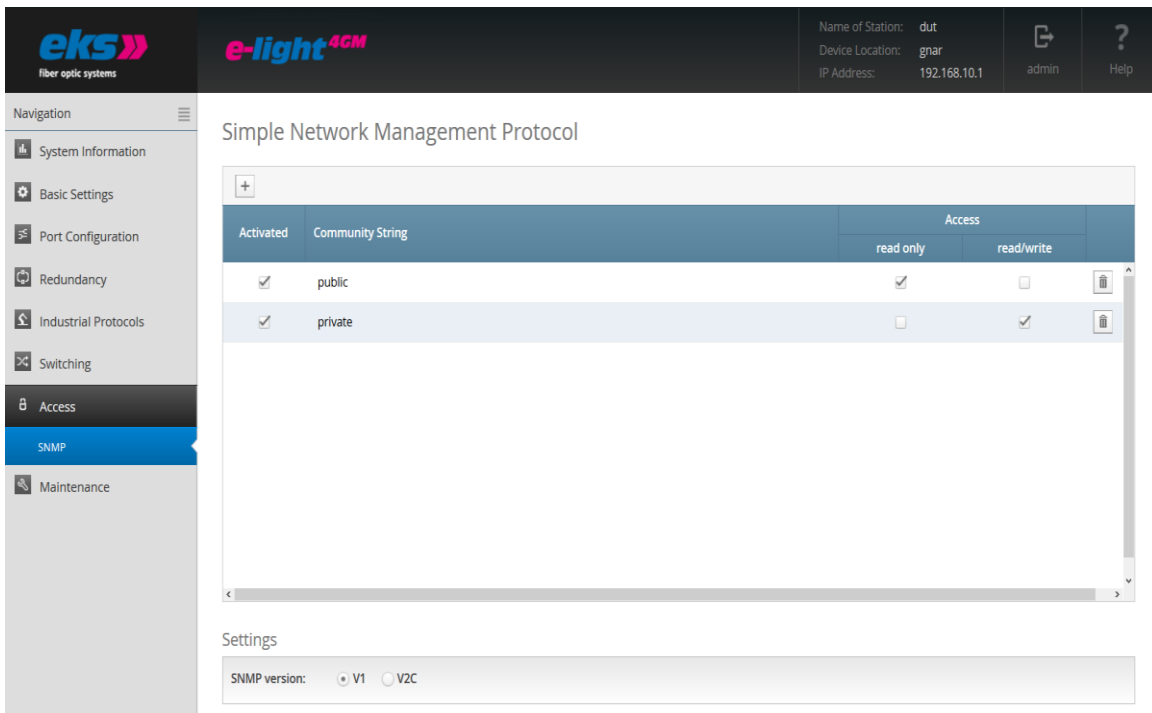 eks
fiber optic systems
e-light 4GM
Name of Station: dut
Device Location: gnar
IP Address: 192.168.10.1
admin
? Help
Navigation
System Information
Basic Settings
Port Configuration
Redundancy
Industrial Protocols
Switching
Access
SNMP
Maintenance
Simple Network Management Protocol
+
Activated Community String Access
read only read/write
public
private
Settings
SNMP version: V1 V2C